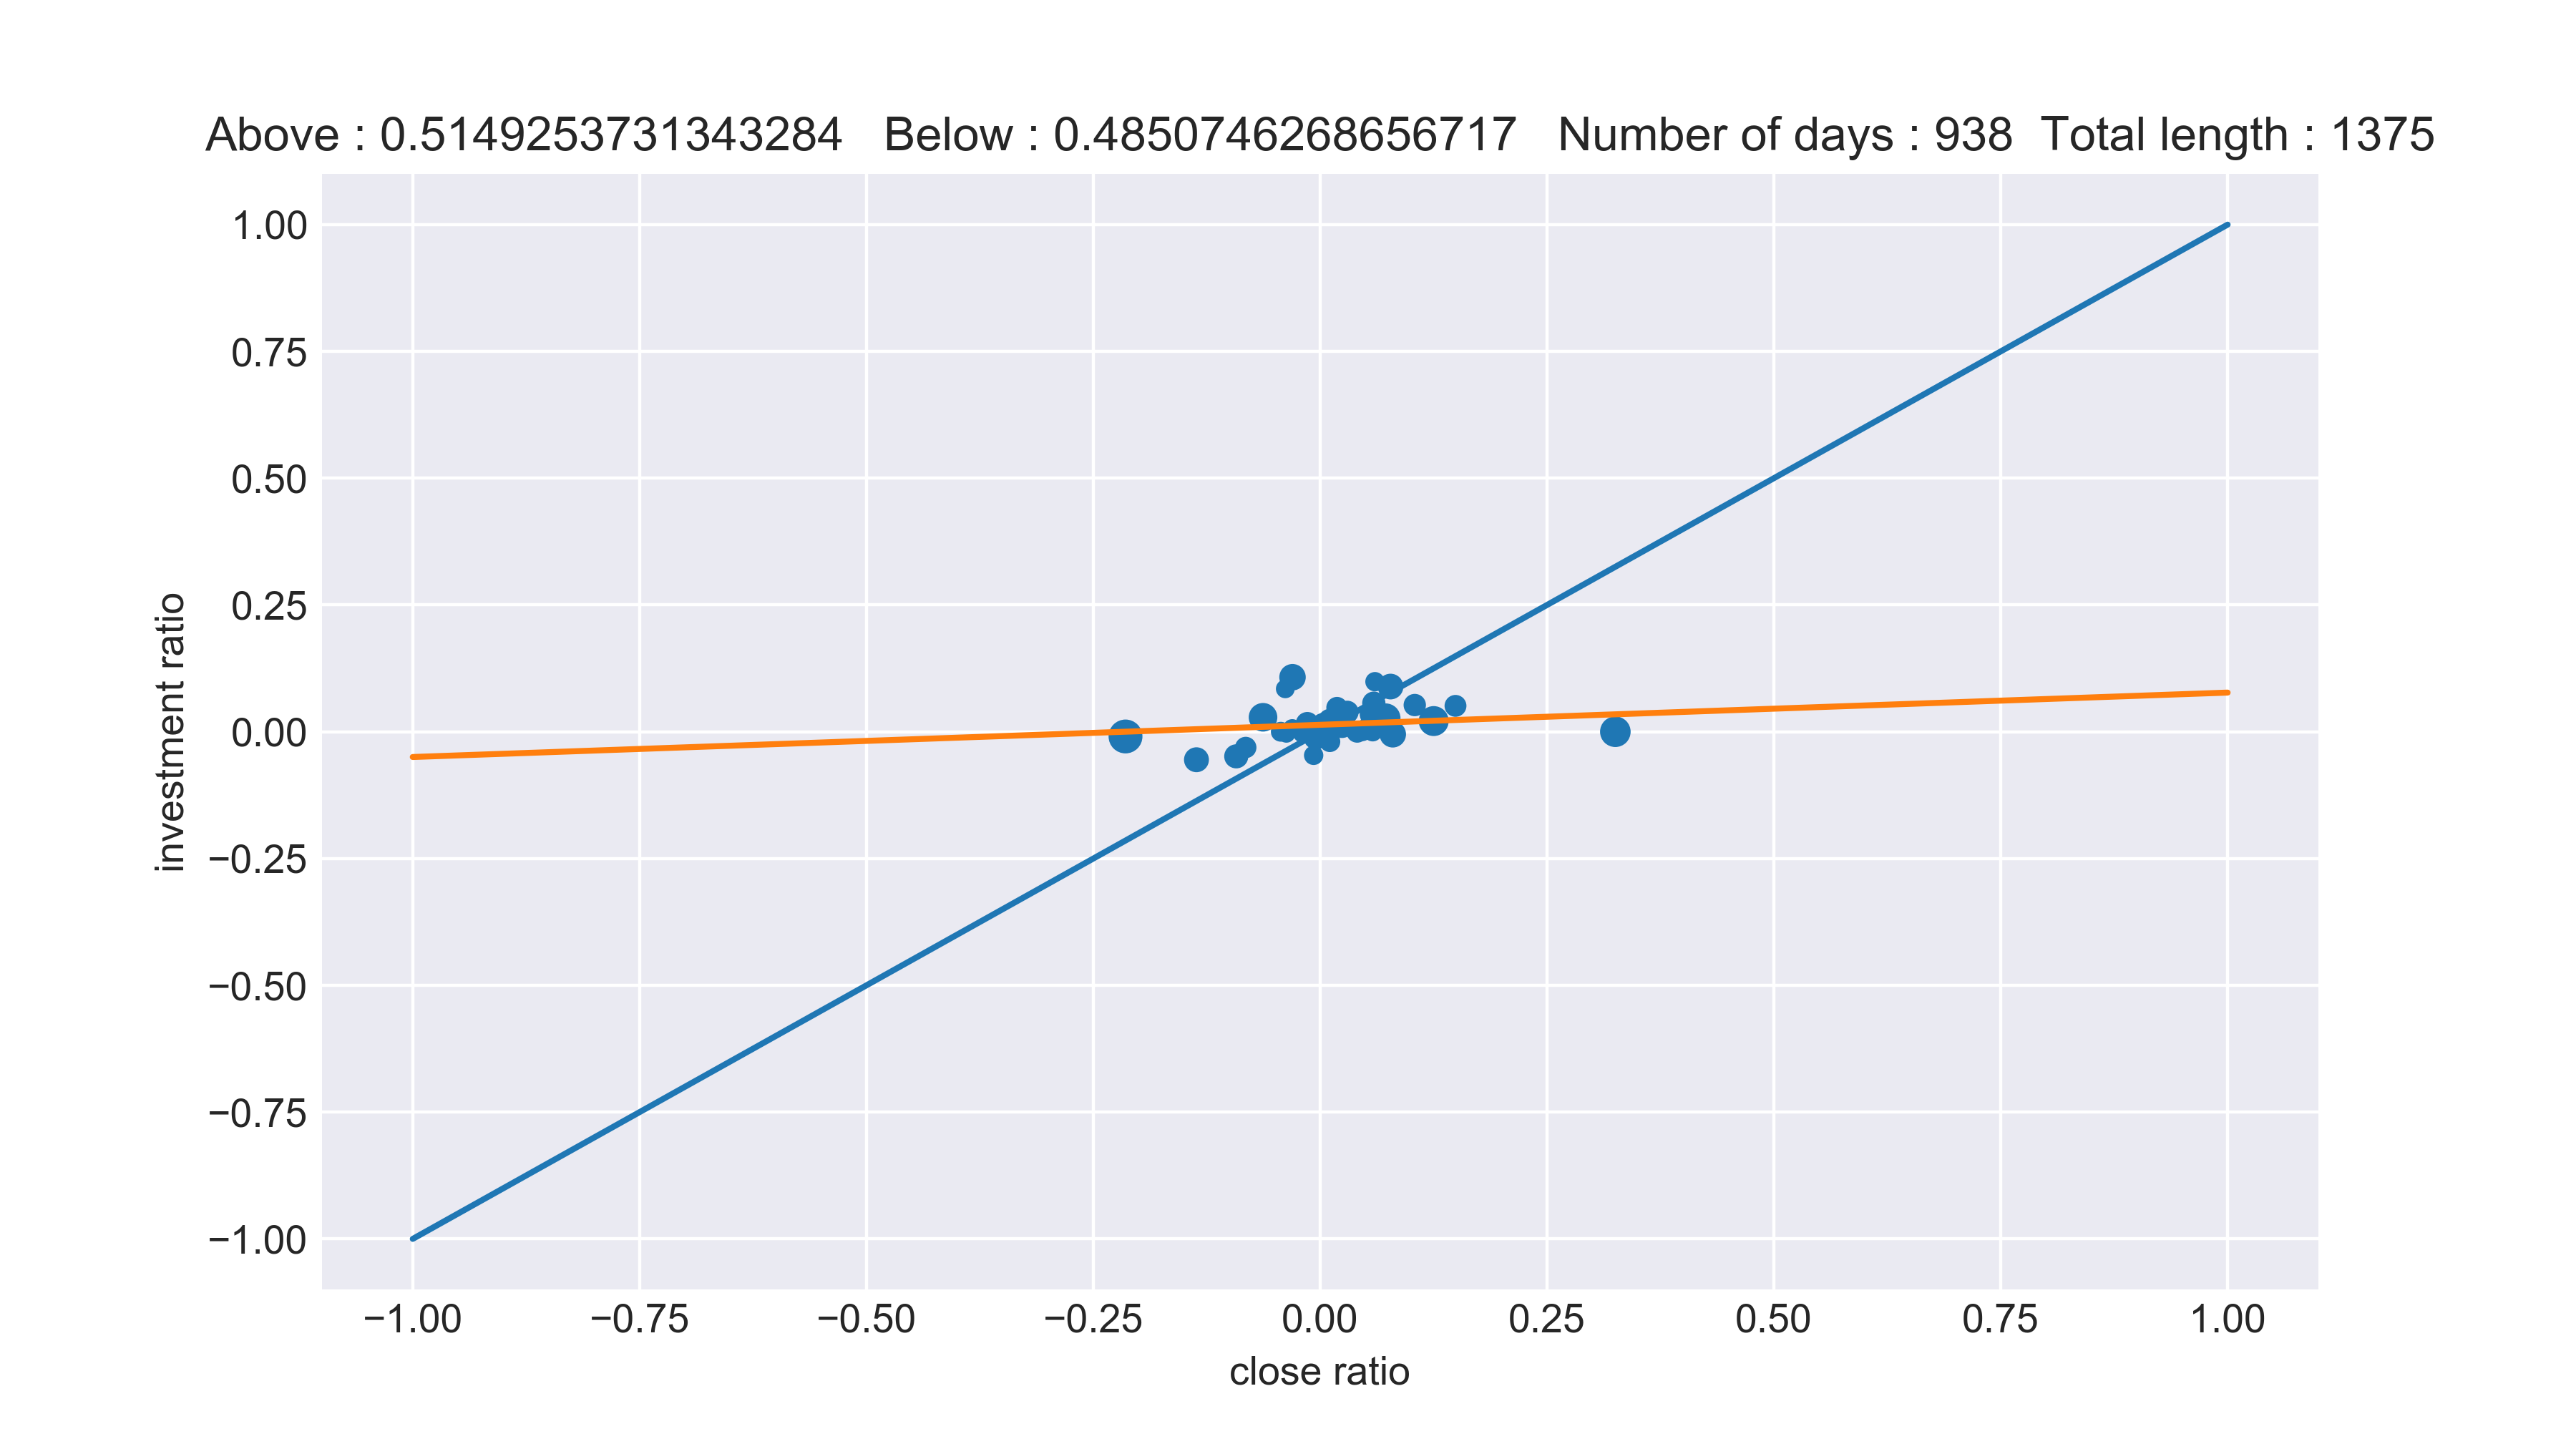 Above : 0.5149253731343284   Below : 0.4850746268656717   Number of days : 938  Total length : 1375
1.00
0.75
0.50
0.25
0.00
−0.25
−0.50
−0.75
−1.00
investment ratio
−1.00 −0.75 −0.50 −0.25 0.00 0.25 0.50 0.75 1.00
close ratio